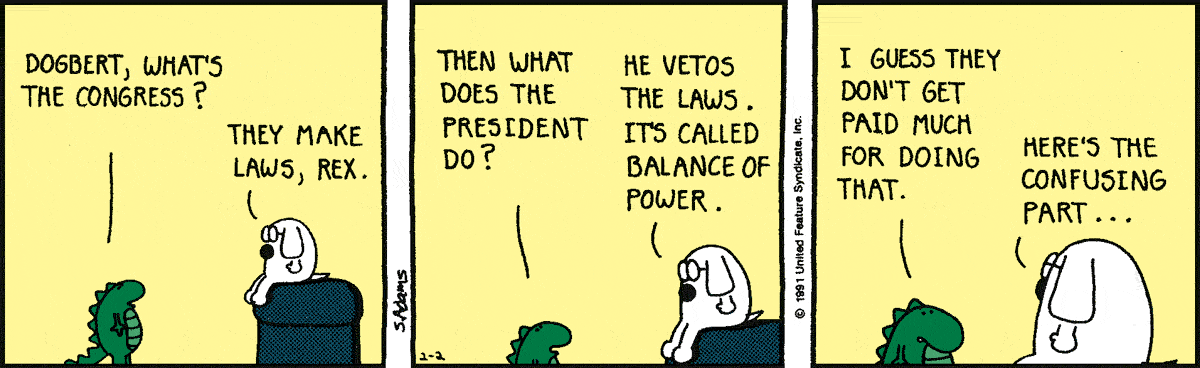 DOGBERT, WHAT'S
THE CONGRESS?
THEY MAKE
LAWS, REX.
S.Adams
THEN WHAT
DOES THE
PRESIDENT
DO?
HE VETOS
THE LAWS.
IT'S CALLED
BALANCE OF
POWER.
2-2
© 1991 United Feature Syndicate, Inc.
I GUESS THEY
DON'T GET
PAID MUCH
FOR DOING
THAT.
HERE'S THE
CONFUSING
PART...